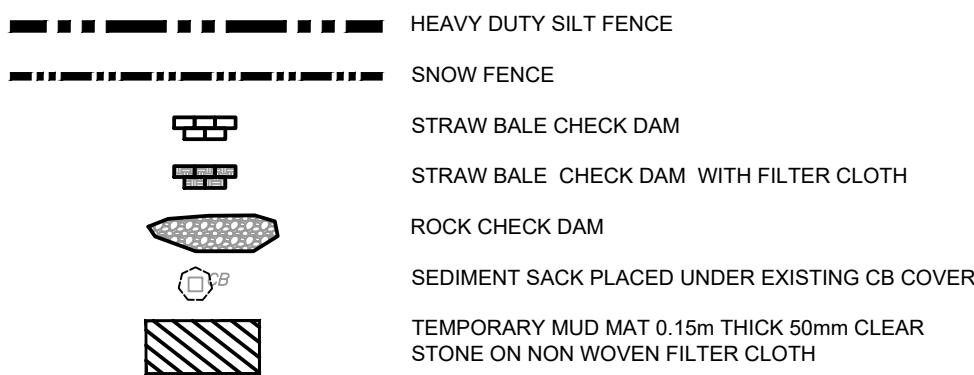 HEAVY DUTY SILT FENCE
SNOW FENCE
STRAW BALE CHECK DAM
STRAW BALE CHECK DAM WITH FILTER CLOTH
ROCK CHECK DAM
CB
SEDIMENT SACK PLACED UNDER EXISTING CB COVER
TEMPORARY MUD MAT 0.15m THICK 50mm CLEAR
STONE ON NON WOVEN FILTER CLOTH